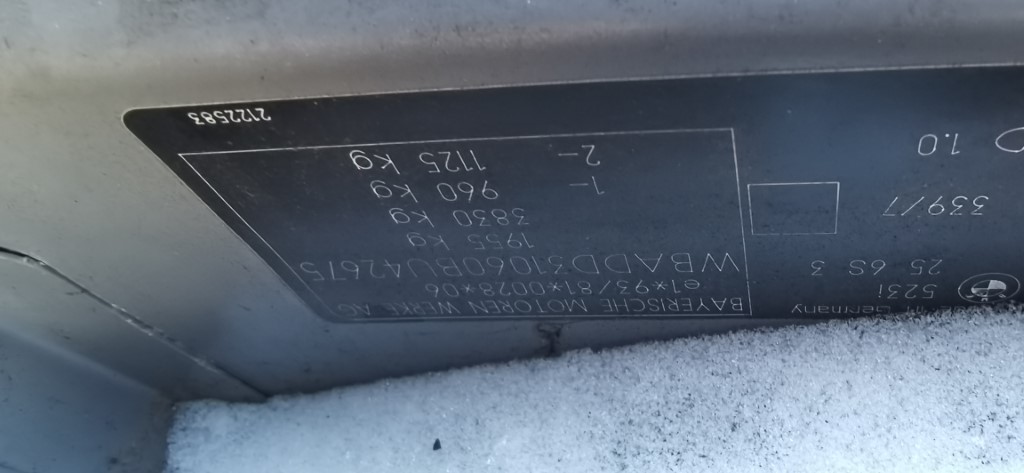 Germany
523i
25 6S 3
339/7
1.0
BAYERISCHE MOTOREN WERKE AG
e1*93/81*0028*06
WBADD31060BU42675
1955 kg
3830 kg
1- 960 kg
2- 1125 kg
2122583